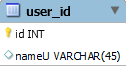 user_id
id INT
nameU VARCHAR(45)